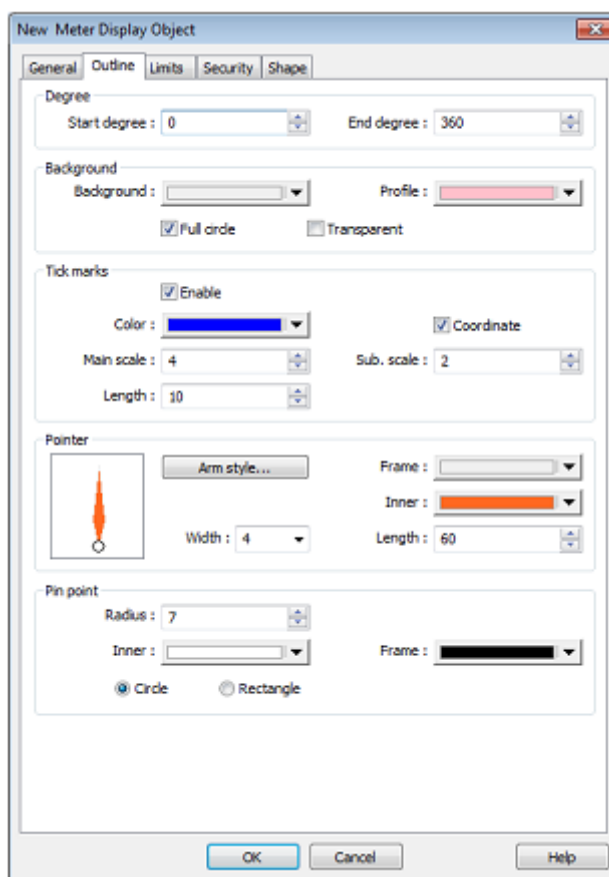 New Meter Display Object
General Outline Limits Security Shape
Degree
Start degree : 0 End degree : 360
Background
Background : Profile :
Full circle Transparent
Tick marks
Enable
Color : Coordinate
Main scale : 4 Sub. scale : 2
Length : 10
Pointer
Arm style... Frame :
Inner :
Width : 4 Length : 60
Pin point
Radius : 7
Inner : Frame :
Circle Rectangle
OK Cancel Help